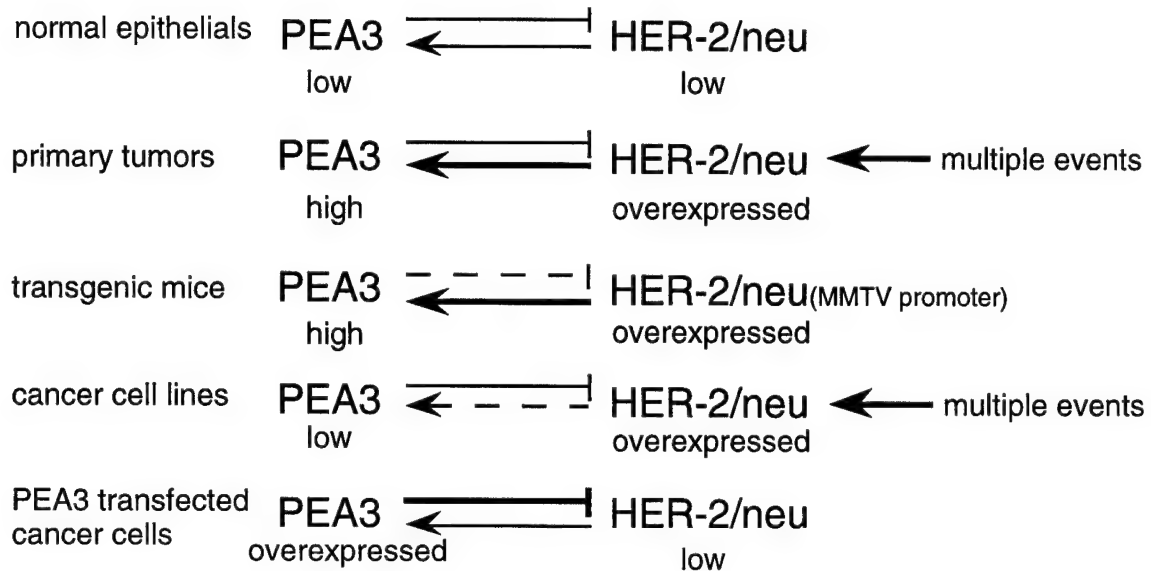 normal epithelials PEA3 HER-2/neu
low low
primary tumors PEA3 HER-2/neu multiple events
high overexpressed
transgenic mice PEA3 HER-2/neu(MMTV promoter)
high overexpressed
cancer cell lines PEA3 HER-2/neu multiple events
low overexpressed
PEA3 transfected
cancer cells PEA3 HER-2/neu
overexpressed low